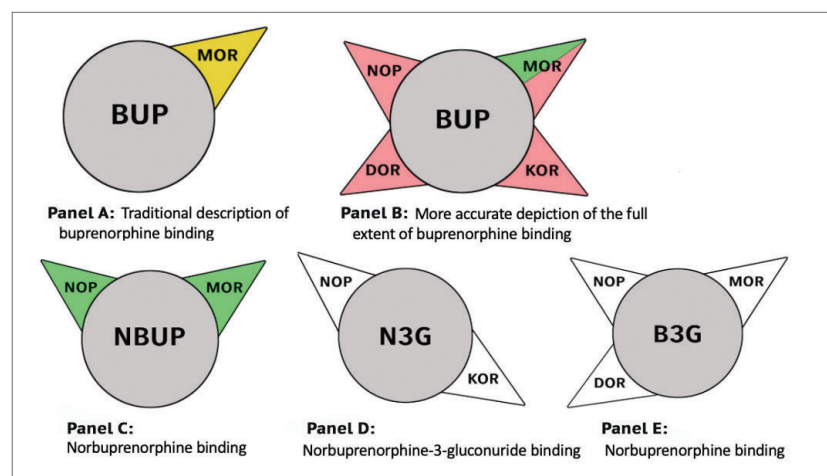 MOR
BUP
Panel A: Traditional description of
buprenorphine binding
NOP
MOR
BUP
DOR
KOR
Panel B: More accurate depiction of the full
extent of buprenorphine binding
NOP
MOR
NBUP
Panel C:
Norbuprenorphine binding
NOP
N3G
KOR
Panel D:
Norbuprenorphine-3-gluconuride binding
NOP
MOR
B3G
DOR
Panel E:
Norbuprenorphine binding